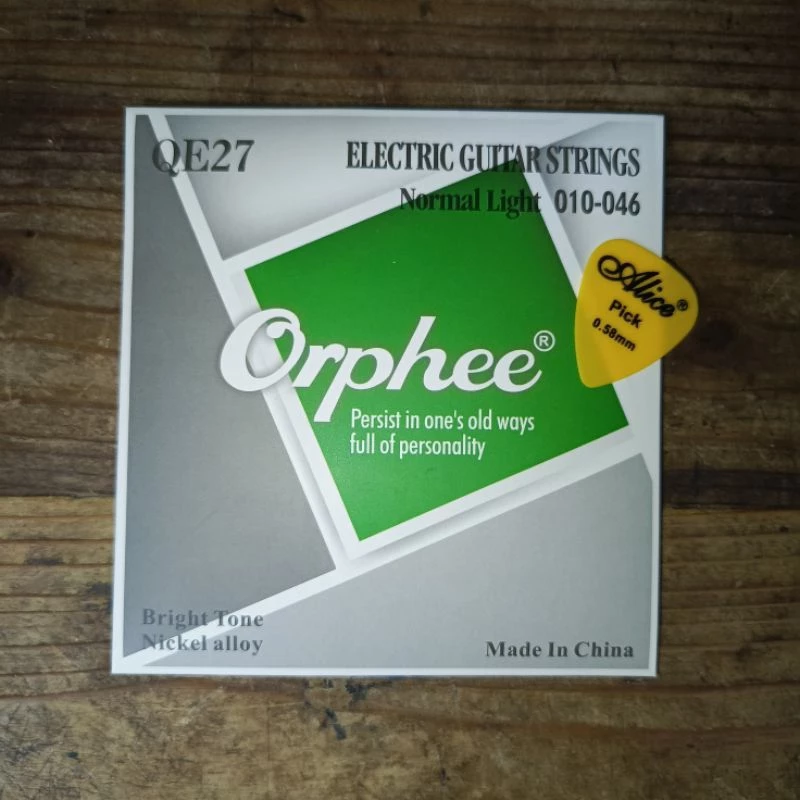 QE27
ELECTRIC GUITAR STRINGS
Normal Light 010-046
Alice®
Pick
0.58mm
Orphee®
Persist in one's old ways
full of personality
Bright Tone
Nickel alloy
Made In China